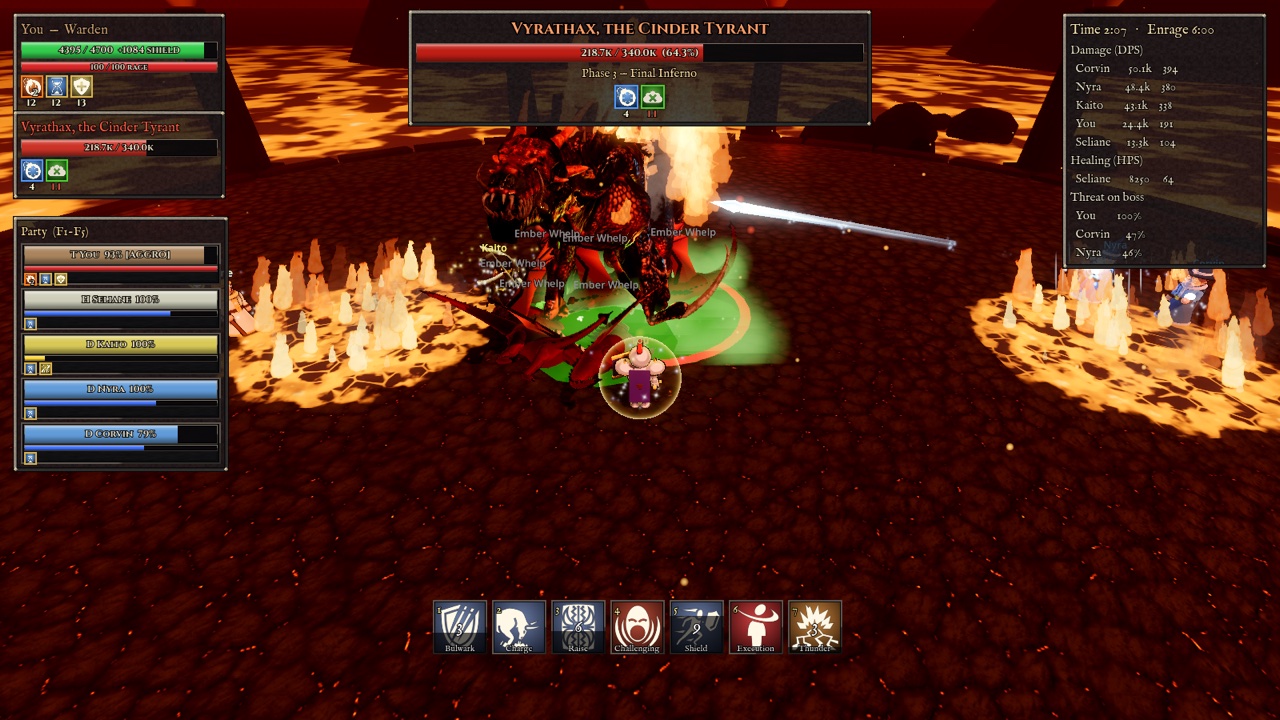 You — Warden
4395 / 4700 +1084 SHIELD
100 / 100 RAGE
12 12 13
Vyrathax, the Cinder Tyrant
218.7K / 340.0K
4 11
Party (F1-F5)
T YOU 93% [AGGRO]
H SELIANE 100%
D KAITO 100%
D NYRA 100%
D CORVIN 79%
Vyrathax, the Cinder Tyrant
218.7K / 340.0K (64.3%)
Phase 3 — Final Inferno
4 11
Time 2:07 · Enrage 6:00
Damage (DPS)
Corvin 50.1k 394
Nyra 48.4k 380
Kaito 43.1k 338
You 24.4k 191
Seliane 13.3k 104
Healing (HPS)
Seliane 8250 64
Threat on boss
You 100%
Corvin 47%
Nyra 46%
Nyra
Ember Whelp
Ember Whelp
Ember Whelp
Kaito
Ember Whelp
Ember Whelp
Ember Whelp
1 3 Bulwark
2 Charge
3 6 Raise
4 Challenging
5 9 Shield
6 Execution
7 3 Thunder